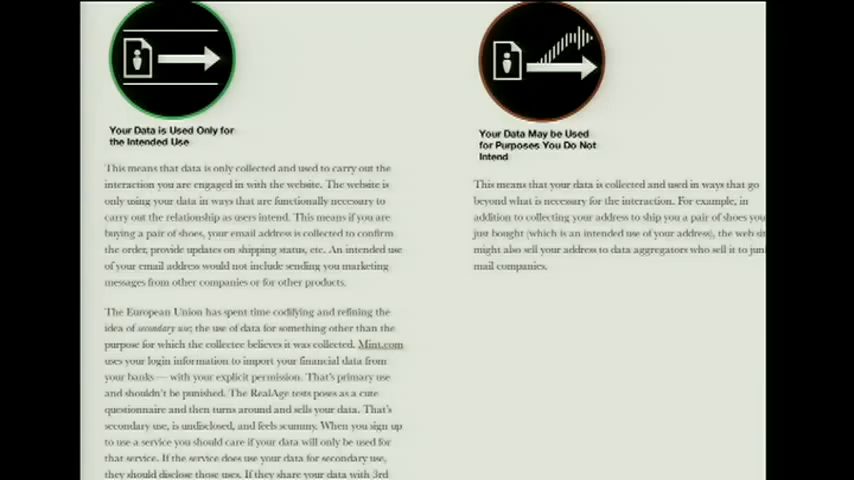 Your Data is Used Only for
the Intended Use
This means that data is only collected and used to carry out the
interaction you are engaged in with the website. The website is
only using your data in ways that are functionally necessary to
carry out the relationship as users intend. This means if you are
buying a pair of shoes, your email address is collected to confirm
the order, provide updates on shipping status, etc. An intended use
of your email address would not include sending you marketing
messages from other companies or for other products.
The European Union has spent time codifying and refining the
idea of secondary use; the use of data for something other than the
purpose for which the collectee believes it was collected. Mint.com
uses your login information to import your financial data from
your banks — with your explicit permission. That's primary use
and shouldn't be punished. The RealAge tests poses as a cute
questionnaire and then turns around and sells your data. That's
secondary use, is undisclosed, and feels scummy. When you sign up
to use a service you should care if your data will only be used for
that service. If the service does use your data for secondary use,
they should disclose those uses. If they share your data with 3rd
Your Data May be Used
for Purposes You Do Not
Intend
This means that your data is collected and used in ways that go
beyond what is necessary for the interaction. For example, in
addition to collecting your address to ship you a pair of shoes you
just bought (which is an intended use of your address), the web
might also sell your address to data aggregators who sell it to
mail companies.